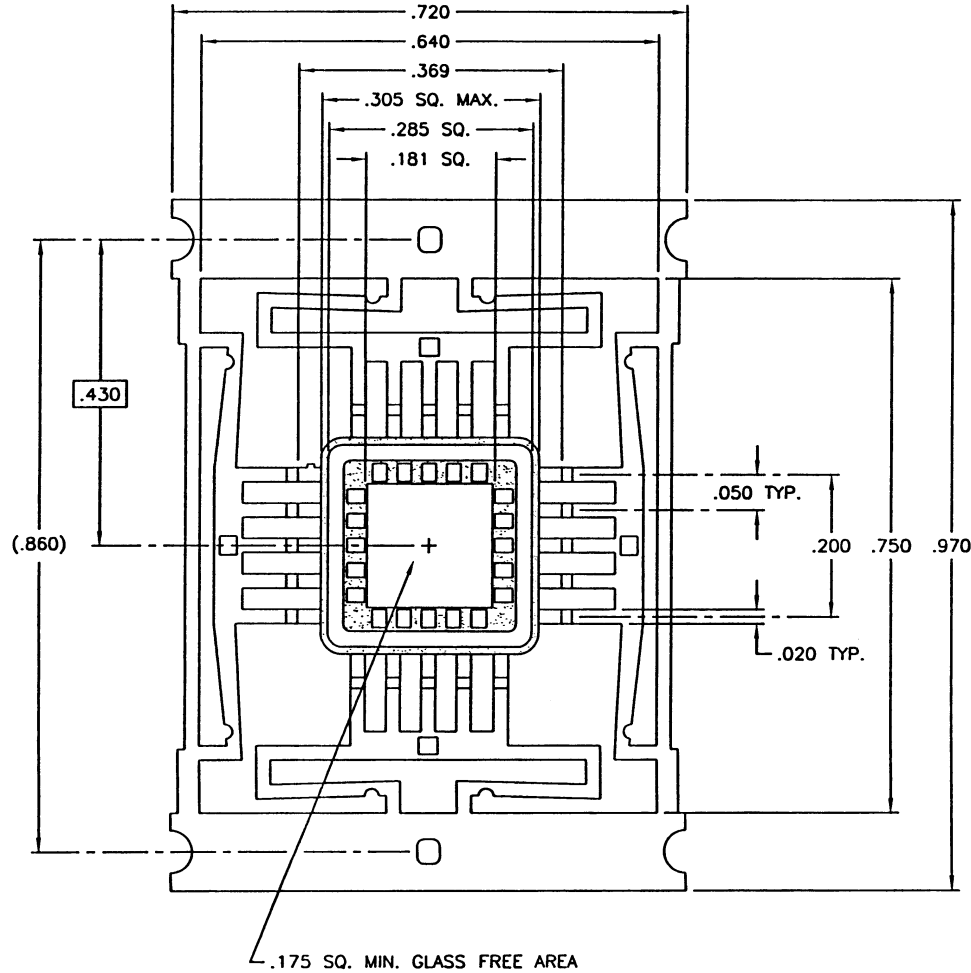 .720
.640
.369
.305 SQ. MAX.
.285 SQ.
.181 SQ.
.430
.050 TYP.
(.860)
.200
.750
.970
.020 TYP.
.175 SQ. MIN. GLASS FREE AREA